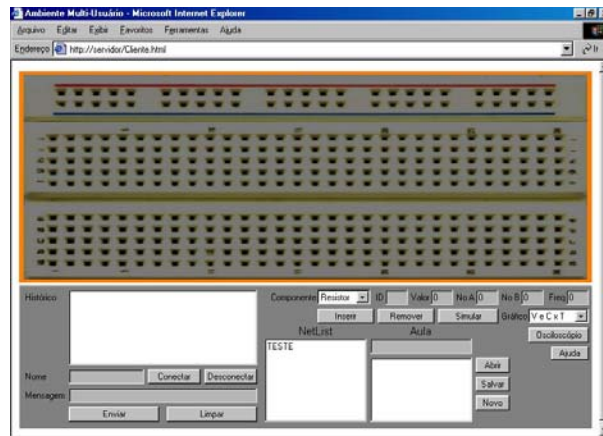 Ambiente Multi-Usuário - Microsoft Internet Explorer
Arquivo Editar Exibir Favoritos Ferramentas Ajuda
Endereço http://servidor/Cliente.html
Histórico
Componente Resistor ID Valor 0 No A 0 No B 0 Freq 0
Inserir Remover Simular Gráfico V e C x T
NetList Aula Osciloscópio
TESTE Ajuda
Abrir
Nome Conectar Desconectar Salvar
Mensagem Novo
Enviar Limpar